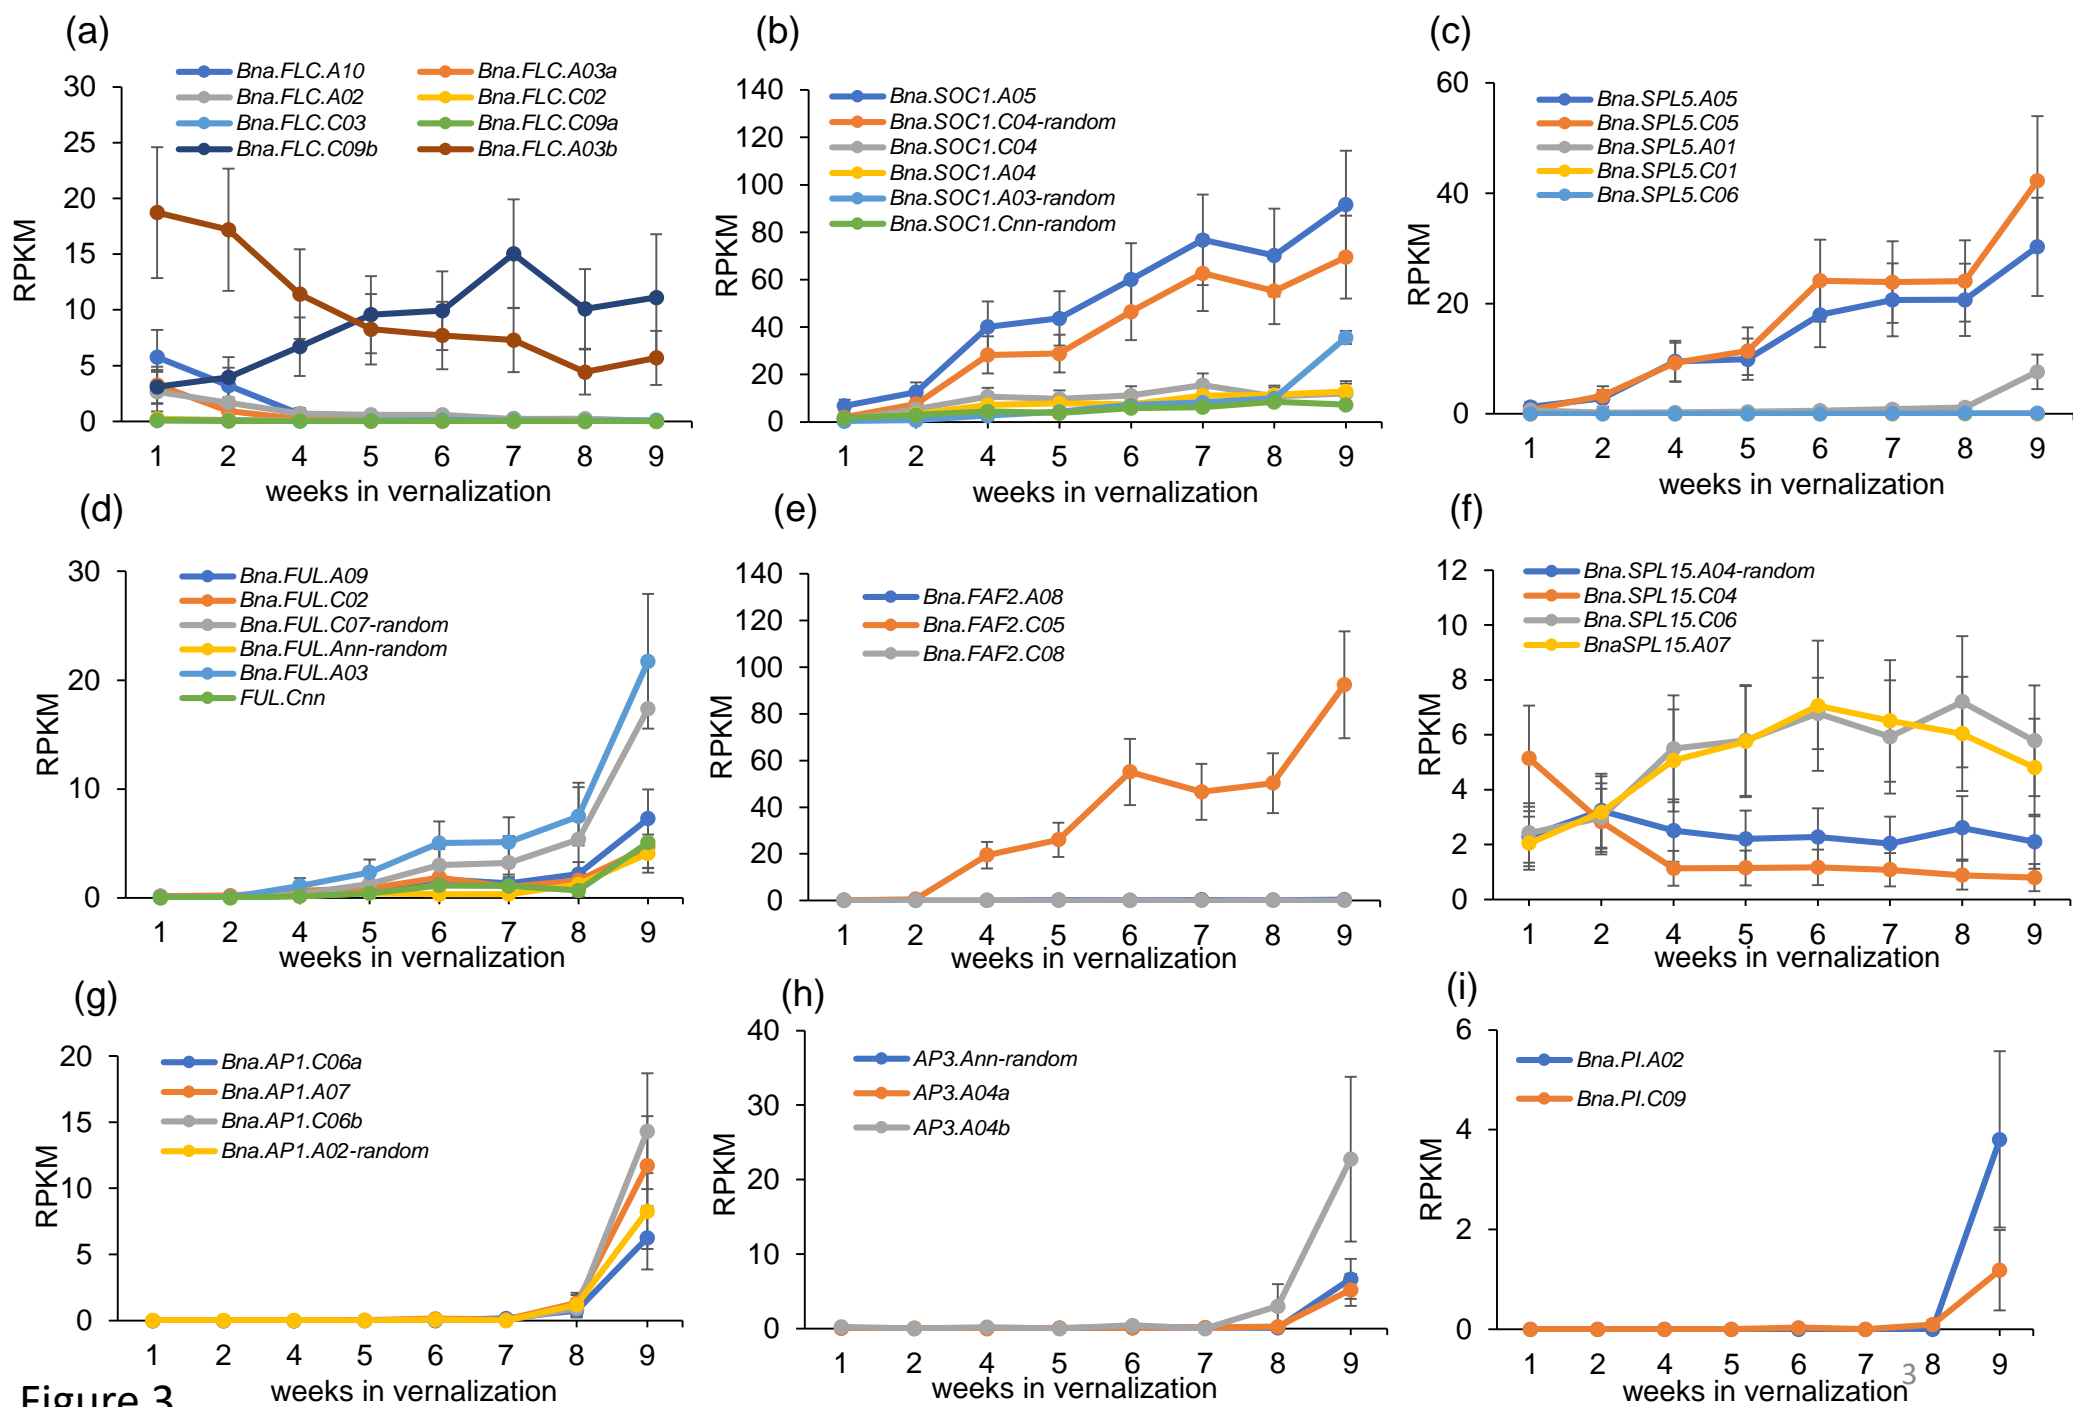 (a)
Bna.FLC.A10
Bna.FLC.A03a
Bna.FLC.A02
Bna.FLC.C02
Bna.FLC.C03
Bna.FLC.C09a
Bna.FLC.C09b
Bna.FLC.A03b
RPKM
30
25
20
15
10
5
0
1 2 4 5 6 7 8 9
weeks in vernalization
(b)
Bna.SOC1.A05
Bna.SOC1.C04-random
Bna.SOC1.C04
Bna.SOC1.A04
Bna.SOC1.A03-random
Bna.SOC1.Cnn-random
RPKM
140
120
100
80
60
40
20
0
1 2 4 5 6 7 8 9
weeks in vernalization
(c)
Bna.SPL5.A05
Bna.SPL5.C05
Bna.SPL5.A01
Bna.SPL5.C01
Bna.SPL5.C06
RPKM
60
40
20
0
1 2 4 5 6 7 8 9
weeks in vernalization
(d)
Bna.FUL.A09
Bna.FUL.C02
Bna.FUL.C07-random
Bna.FUL.Ann-random
Bna.FUL.A03
FUL.Cnn
RPKM
30
20
10
0
1 2 4 5 6 7 8 9
weeks in vernalization
(e)
Bna.FAF2.A08
Bna.FAF2.C05
Bna.FAF2.C08
RPKM
140
120
100
80
60
40
20
0
1 2 4 5 6 7 8 9
weeks in vernalization
(f)
Bna.SPL15.A04-random
Bna.SPL15.C04
Bna.SPL15.C06
BnaSPL15.A07
RPKM
12
10
8
6
4
2
0
1 2 4 5 6 7 8 9
weeks in vernalization
(g)
Bna.AP1.C06a
Bna.AP1.A07
Bna.AP1.C06b
Bna.AP1.A02-random
RPKM
20
15
10
5
0
1 2 4 5 6 7 8 9
weeks in vernalization
(h)
AP3.Ann-random
AP3.A04a
AP3.A04b
RPKM
40
30
20
10
0
1 2 4 5 6 7 8 9
weeks in vernalization
(i)
Bna.PI.A02
Bna.PI.C09
RPKM
6
4
2
0
1 2 4 5 6 7 8 9
weeks in vernalization
3
Figure 3